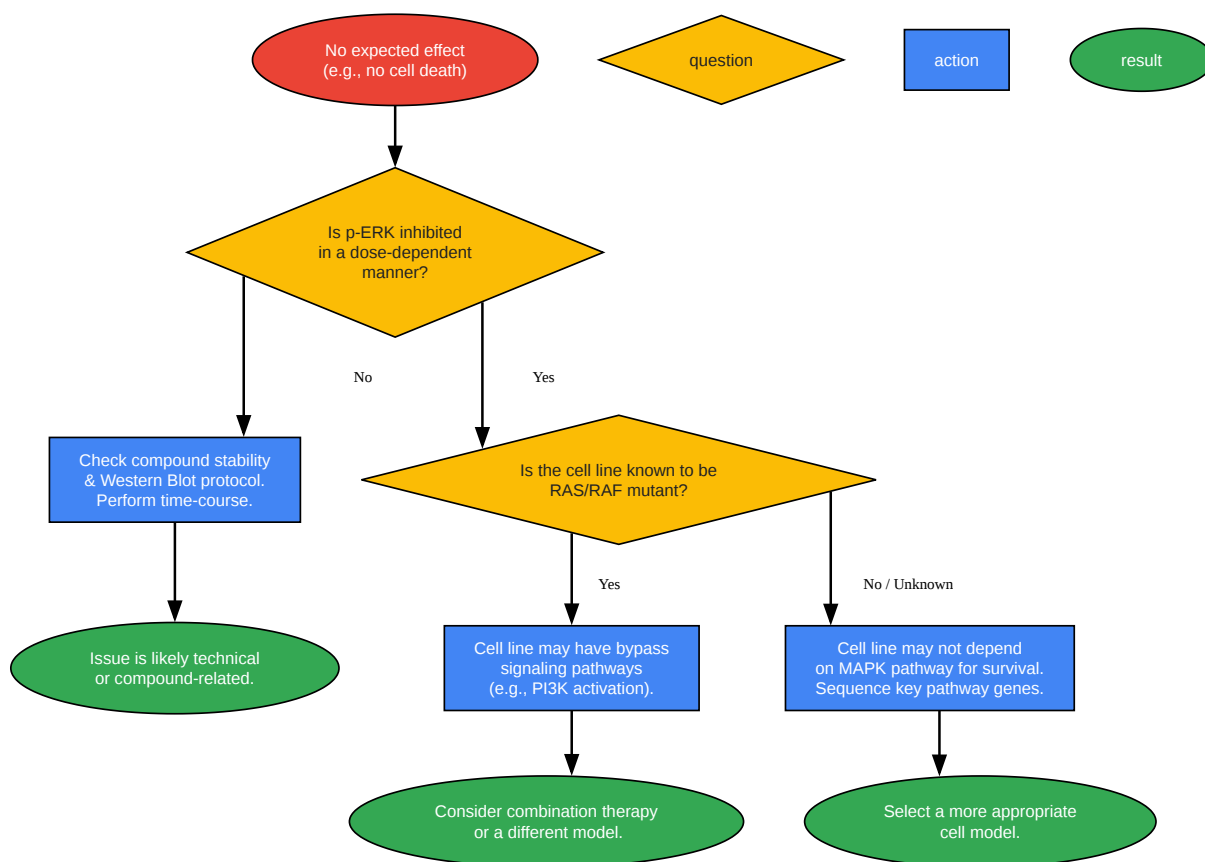 No expected effect
(e.g., no cell death)
question
action
result
Is p-ERK inhibited
in a dose-dependent
manner?
No
Yes
Check compound stability
& Western Blot protocol.
Perform time-course.
Is the cell line known to be
RAS/RAF mutant?
Yes
No / Unknown
Issue is likely technical
or compound-related.
Cell line may have bypass
signaling pathways
(e.g., PI3K activation).
Cell line may not depend
on MAPK pathway for survival.
Sequence key pathway genes.
Consider combination therapy
or a different model.
Select a more appropriate
cell model.